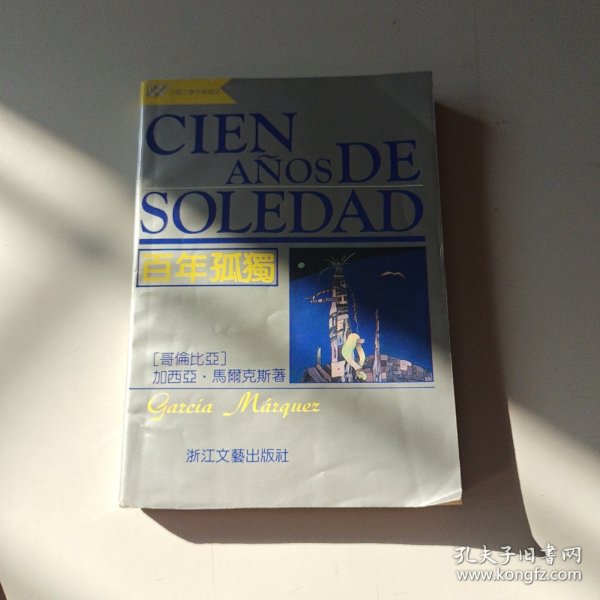 CIEN
AÑOS DE
SOLEDAD
百年孤獨
[哥倫比亞]
加西亞·馬爾克斯著
García Márquez
浙江文藝出版社
孔夫子旧书网
www.kongfz.com